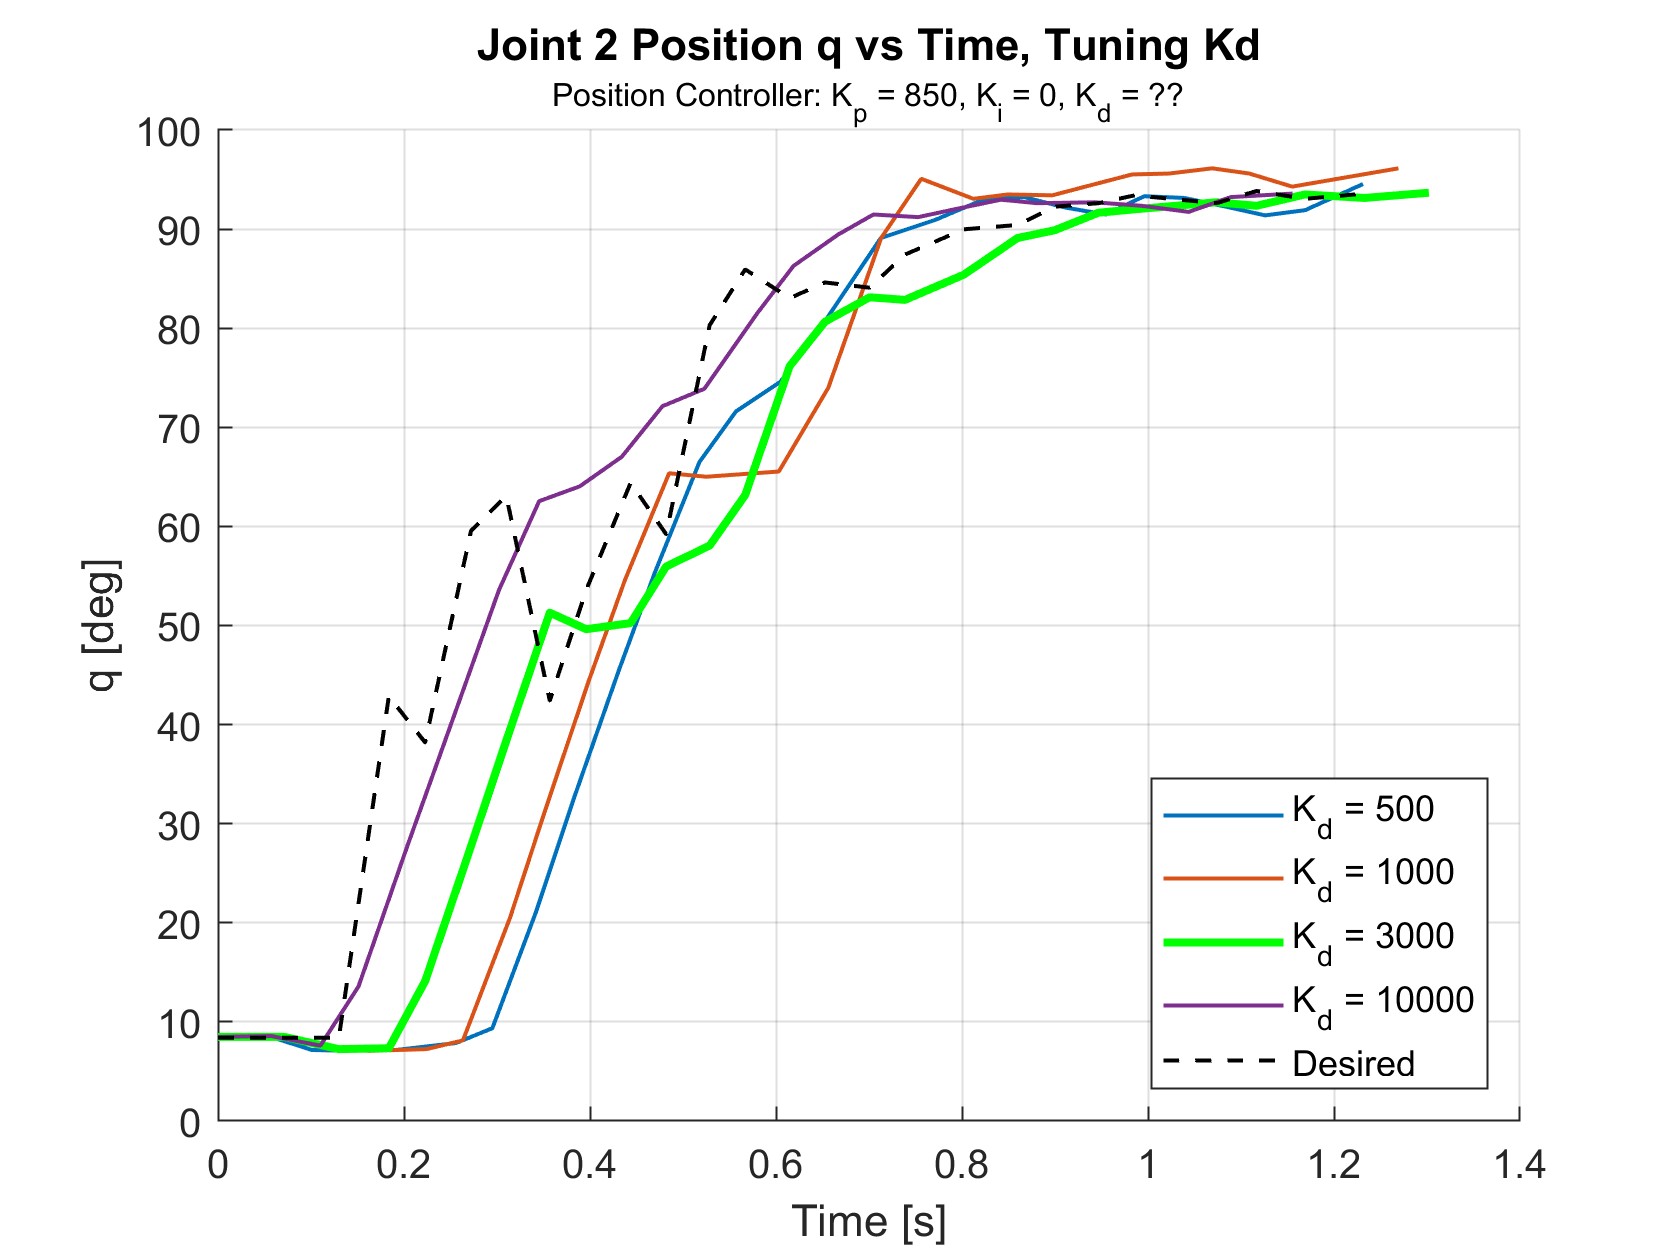 Joint 2 Position q vs Time, Tuning Kd
Position Controller: Kp = 850, Ki = 0, Kd = ??
100
90
80
70
60
50
40
30
20
10
0
q [deg]
Kd = 500
Kd = 1000
Kd = 3000
Kd = 10000
Desired
0 0.2 0.4 0.6 0.8 1 1.2 1.4
Time [s]